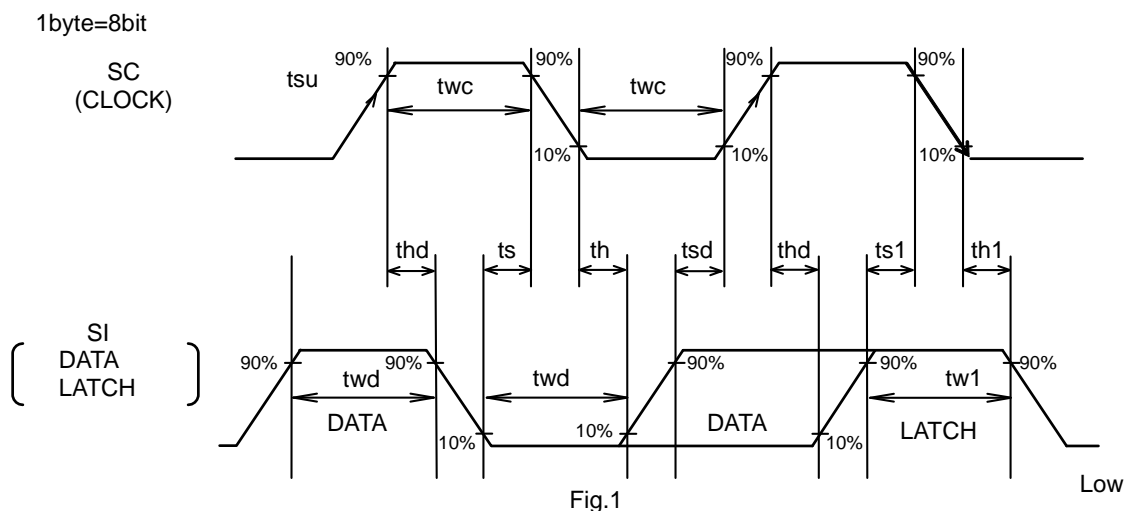 1byte=8bit
SC
(CLOCK)
tsu
90%
90%
90%
90%
twc
twc
10%
10%
10%
thd
ts
th
tsd
thd
ts1
th1
SI
DATA
LATCH
90%
90%
90%
90%
90%
twd
twd
tw1
DATA
DATA
LATCH
10%
10%
10%
Low
Fig.1